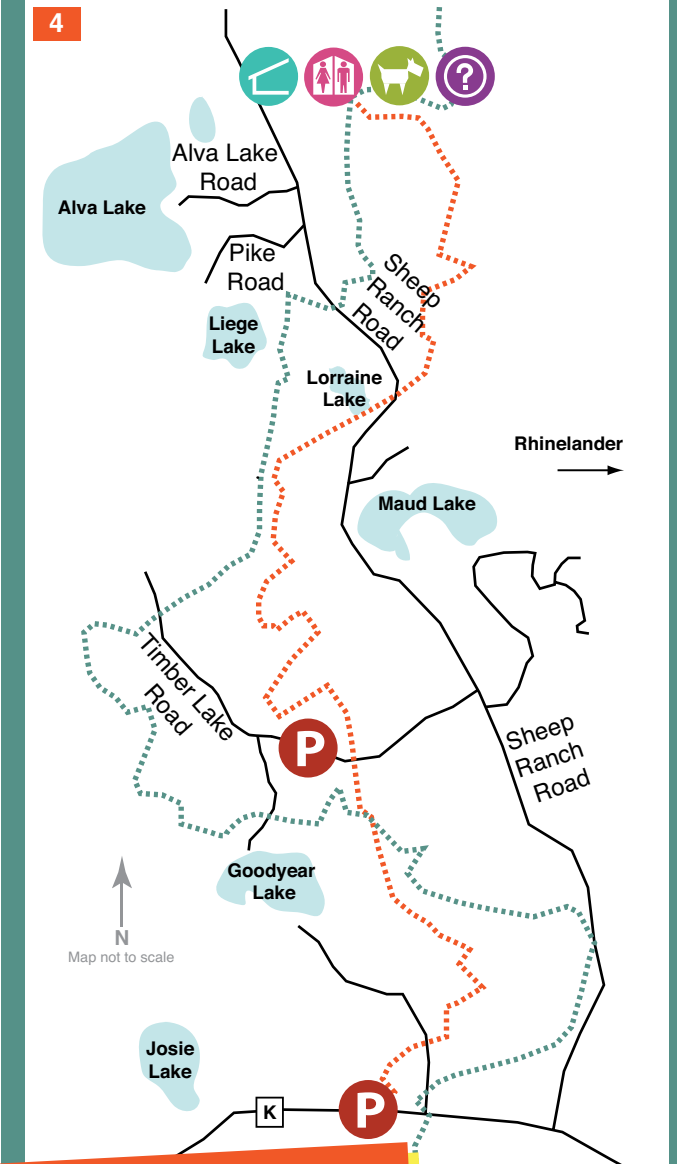 4
?
Alva Lake
Road
Alva Lake
Pike
Road
Sheep
Ranch
Road
Liege
Lake
Lorraine
Lake
Rhinelander
Maud Lake
Timber Lake
Road
P
Sheep
Ranch
Road
Goodyear
Lake
N
Map not to scale
Josie
Lake
K
P